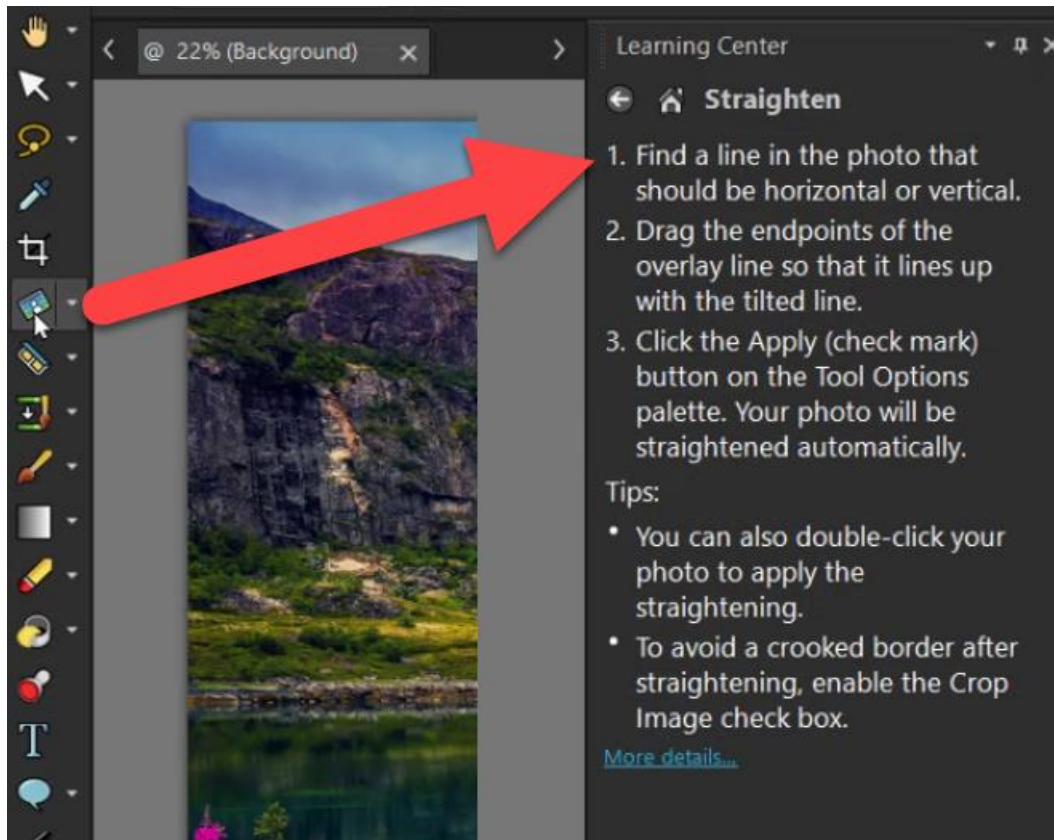 @ 22% (Background)
Learning Center
Straighten
1. Find a line in the photo that
should be horizontal or vertical.
2. Drag the endpoints of the
overlay line so that it lines up
with the tilted line.
3. Click the Apply (check mark)
button on the Tool Options
palette. Your photo will be
straightened automatically.
Tips:
• You can also double-click your
photo to apply the
straightening.
• To avoid a crooked border after
straightening, enable the Crop
Image check box.
More details...
T